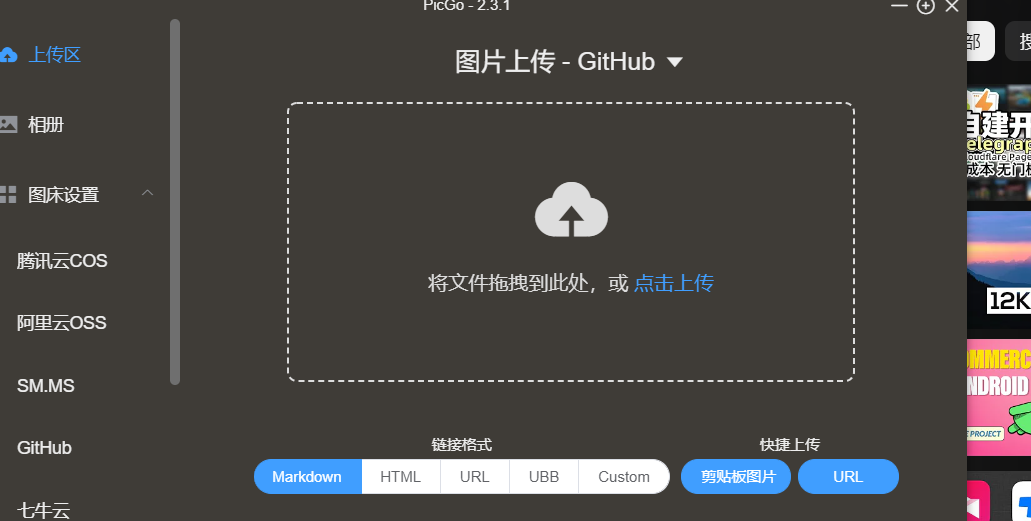 PicGo - 2.3.1
上传区
图片上传 - GitHub
相册
图床设置
腾讯云COS
阿里云OSS
SM.MS
GitHub
七牛云
将文件拖拽到此处，或 点击上传
链接格式
快捷上传
Markdown
HTML
URL
UBB
Custom
剪贴板图片
URL
部
搜
自建开
elegrap
oudflare Page
成本 无门槛
12K
OMMERC
NDROID
E PROJECT